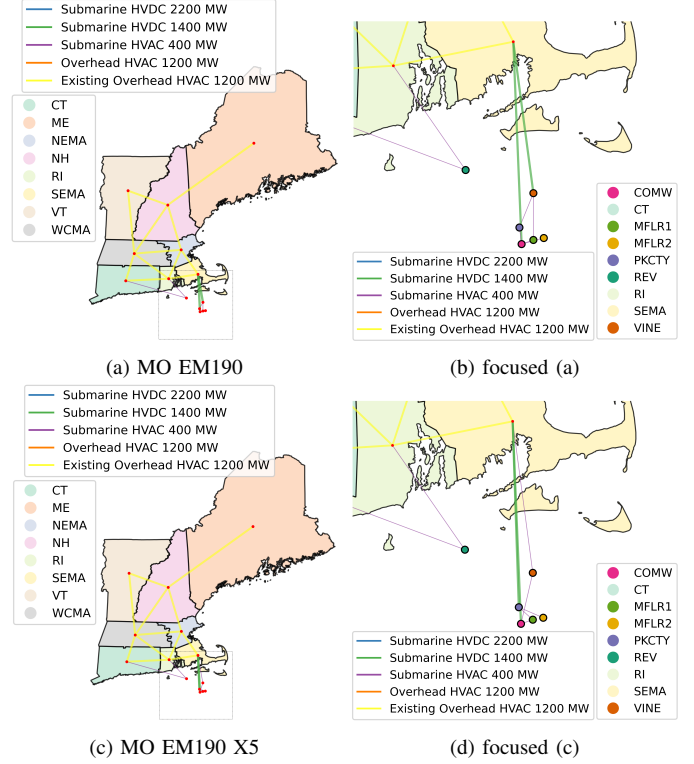 Submarine HVDC 2200 MW
Submarine HVDC 1400 MW
Submarine HVAC 400 MW
Overhead HVAC 1200 MW
Existing Overhead HVAC 1200 MW
CT
ME
NEMA
NH
RI
SEMA
VT
WCMA
(a) MO EM190
COMW
CT
MFLR1
MFLR2
PKCTY
REV
RI
SEMA
VINE
Submarine HVDC 2200 MW
Submarine HVDC 1400 MW
Submarine HVAC 400 MW
Overhead HVAC 1200 MW
Existing Overhead HVAC 1200 MW
(b) focused (a)
Submarine HVDC 2200 MW
Submarine HVDC 1400 MW
Submarine HVAC 400 MW
Overhead HVAC 1200 MW
Existing Overhead HVAC 1200 MW
CT
ME
NEMA
NH
RI
SEMA
VT
WCMA
(c) MO EM190 X5
COMW
CT
MFLR1
MFLR2
PKCTY
REV
RI
SEMA
VINE
Submarine HVDC 2200 MW
Submarine HVDC 1400 MW
Submarine HVAC 400 MW
Overhead HVAC 1200 MW
Existing Overhead HVAC 1200 MW
(d) focused (c)